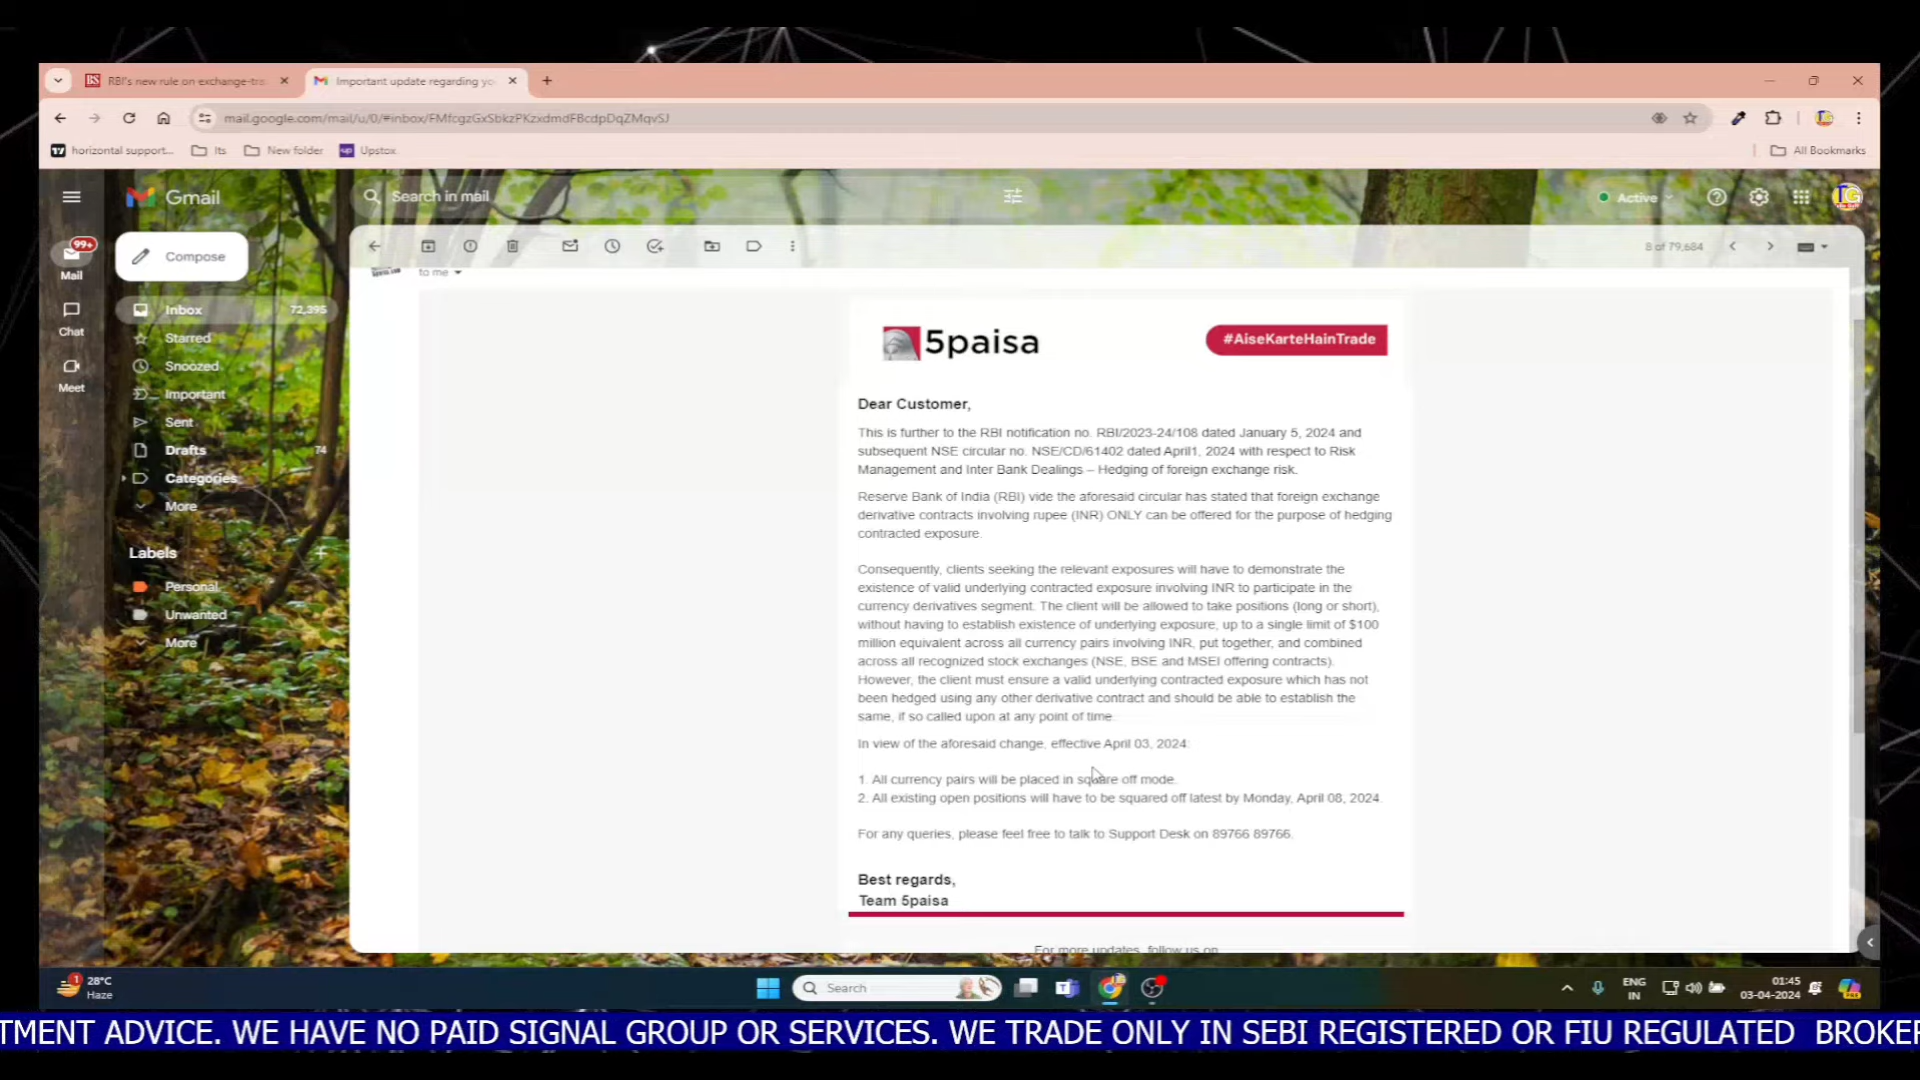 RBI's new rule on exchange-tra
Important update regarding yo
mail.google.com/mail/u/0/#inbox/FMfcgzGxSbkzPKzxdmdFBcdpDqZMqvSJ
horizontal support...
Its
New folder
Upstox
All Bookmarks
Gmail
Search in mail
Active
99+
Mail
Compose
8 of 79,684
to me
Inbox 72,395
Chat
Starred
Snoozed
Meet
Important
Sent
Drafts 74
Categories
More
Labels +
Personal
Unwanted
More
5paisa
#AiseKarteHainTrade
Dear Customer,
This is further to the RBI notification no. RBI/2023-24/108 dated January 5, 2024 and
subsequent NSE circular no. NSE/CD/61402 dated April1, 2024 with respect to Risk
Management and Inter Bank Dealings – Hedging of foreign exchange risk.
Reserve Bank of India (RBI) vide the aforesaid circular has stated that foreign exchange
derivative contracts involving rupee (INR) ONLY can be offered for the purpose of hedging
contracted exposure.
Consequently, clients seeking the relevant exposures will have to demonstrate the
existence of valid underlying contracted exposure involving INR to participate in the
currency derivatives segment. The client will be allowed to take positions (long or short),
without having to establish existence of underlying exposure, up to a single limit of $100
million equivalent across all currency pairs involving INR, put together, and combined
across all recognized stock exchanges (NSE, BSE and MSEI offering contracts).
However, the client must ensure a valid underlying contracted exposure which has not
been hedged using any other derivative contract and should be able to establish the
same, if so called upon at any point of time.
In view of the aforesaid change, effective April 03, 2024:
1. All currency pairs will be placed in square off mode.
2. All existing open positions will have to be squared off latest by Monday, April 08, 2024.
For any queries, please feel free to talk to Support Desk on 89766 89766.
Best regards,
Team 5paisa
For more updates, follow us on
1
28°C
Haze
Search
ENG
IN
01:45
03-04-2024
TMENT ADVICE. WE HAVE NO PAID SIGNAL GROUP OR SERVICES. WE TRADE ONLY IN SEBI REGISTERED OR FIU REGULATED BROKER